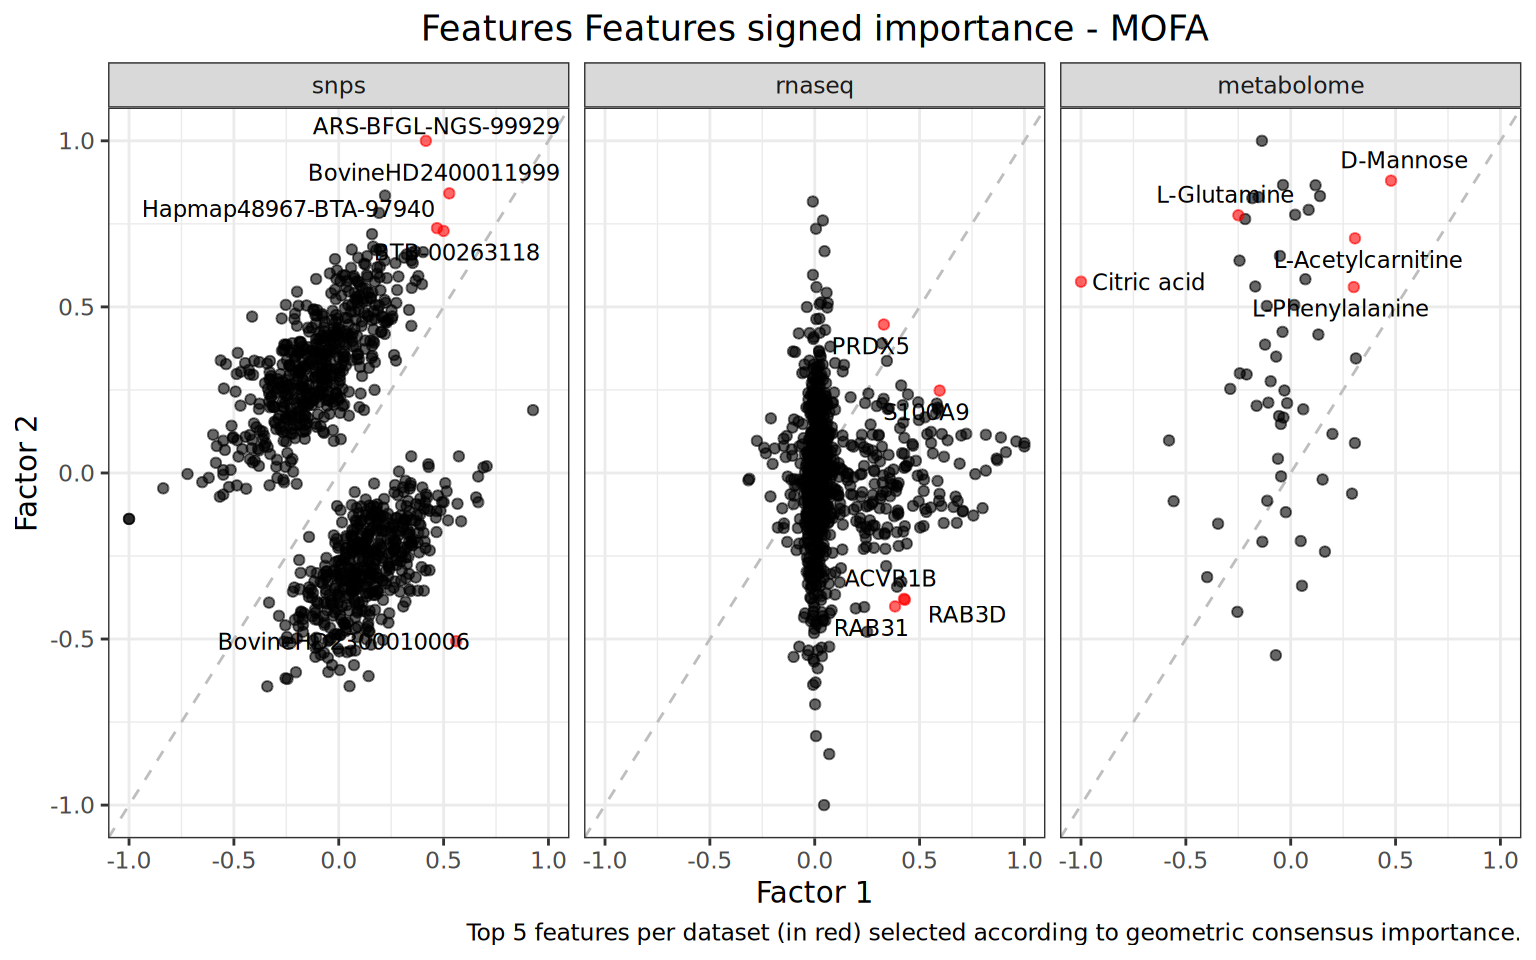 Features Features signed importance - MOFA
snps
rnaseq
metabolome
ARS-BFGL-NGS-99929
BovineHD2400011999
Hapmap48967-BTA-97940
BTB-00263118
BovineHD2300010006
PRDX5
S100A9
ACVR1B
RAB3D
RAB31
D-Mannose
L-Glutamine
L-Acetylcarnitine
Citric acid
L-Phenylalanine
Factor 2
1.0
0.5
0.0
-0.5
-1.0
-1.0 -0.5 0.0 0.5 1.0
-1.0 -0.5 0.0 0.5 1.0
-1.0 -0.5 0.0 0.5 1.0
Factor 1
Top 5 features per dataset (in red) selected according to geometric consensus importance.